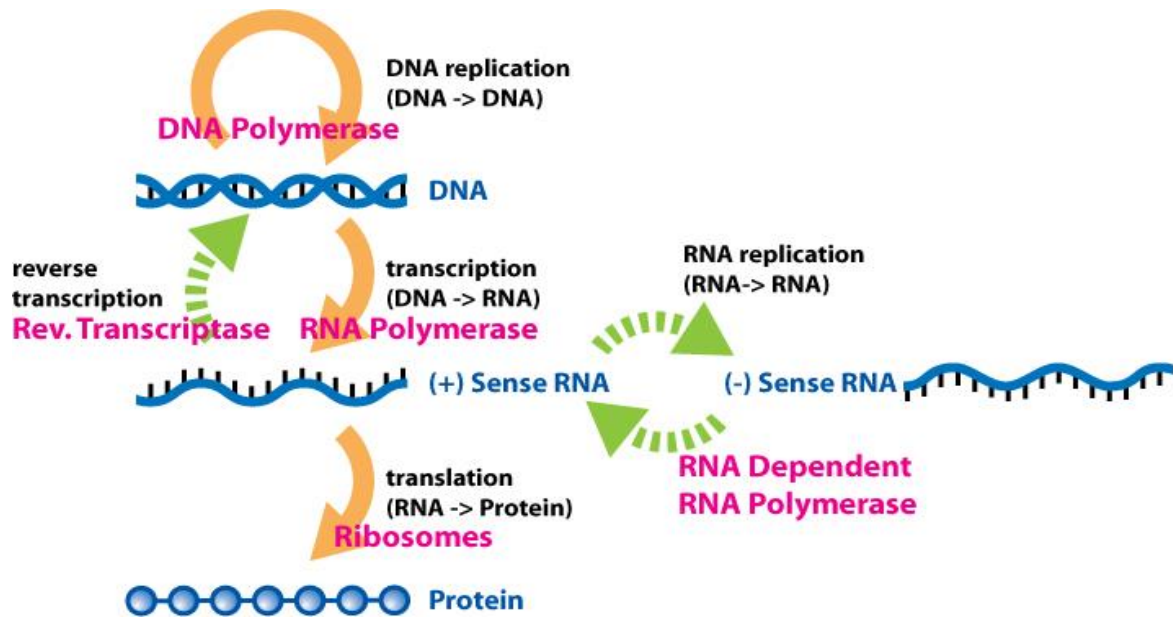 DNA replication
(DNA -> DNA)
DNA Polymerase
DNA
reverse
transcription
Rev. Transcriptase
transcription
(DNA -> RNA)
RNA Polymerase
RNA replication
(RNA-> RNA)
(+) Sense RNA
(-) Sense RNA
RNA Dependent
RNA Polymerase
translation
(RNA -> Protein)
Ribosomes
Protein